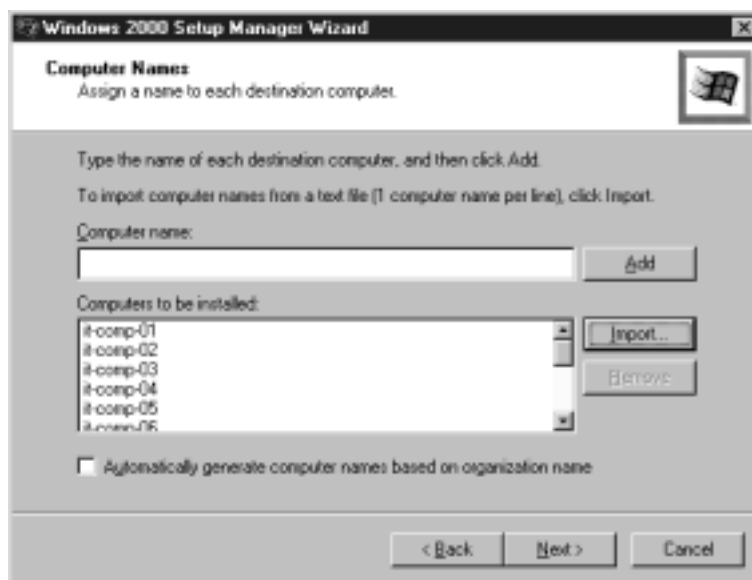 Windows 2000 Setup Manager Wizard
Computer Names
Assign a name to each destination computer.
Type the name of each destination computer, and then click Add.
To import computer names from a text file (1 computer name per line), click Import.
Computer name:
Add
Computers to be installed:
it-comp-01
it-comp-02
it-comp-03
it-comp-04
it-comp-05
it-comp-06
Import...
Remove
Automatically generate computer names based on organization name
< Back
Next >
Cancel